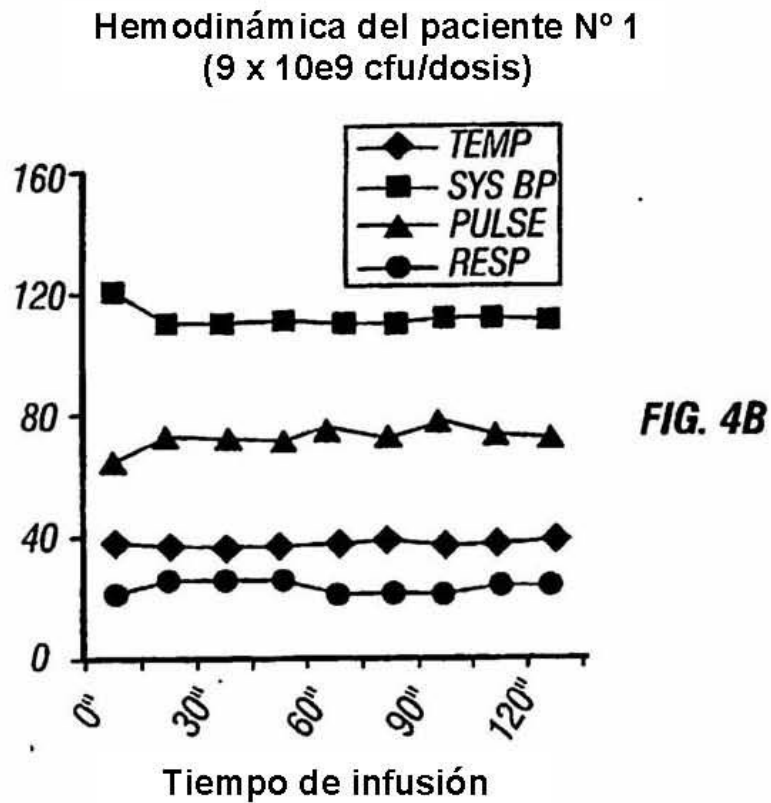 Hemodinámica del paciente Nº 1
(9 x 10e9 cfu/dosis)
TEMP
SYS BP
PULSE
RESP
160
120
80
40
0
FIG. 4B
0" 30" 60" 90" 120"
Tiempo de infusión